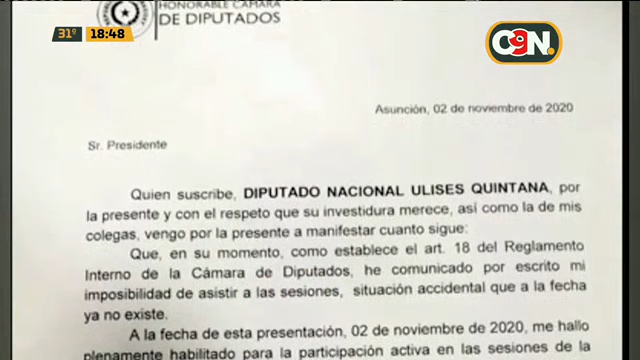 HONORABLE CÁMARA
DE DIPUTADOS
31° 18:48
C9N.
Asunción, 02 de noviembre de 2020
Sr. Presidente
Quien suscribe, DIPUTADO NACIONAL ULISES QUINTANA, por
la presente y con el respeto que su investidura merece, así como la de mis
colegas, vengo por la presente a manifestar cuanto sigue:
Que, en su momento, como establece el art. 18 del Reglamento
Interno de la Cámara de Diputados, he comunicado por escrito mi
imposibilidad de asistir a las sesiones, situación accidental que a la fecha
ya no existe.
A la fecha de esta presentación, 02 de noviembre de 2020, me hallo
plenamente habilitado para la participación activa en las sesiones de la